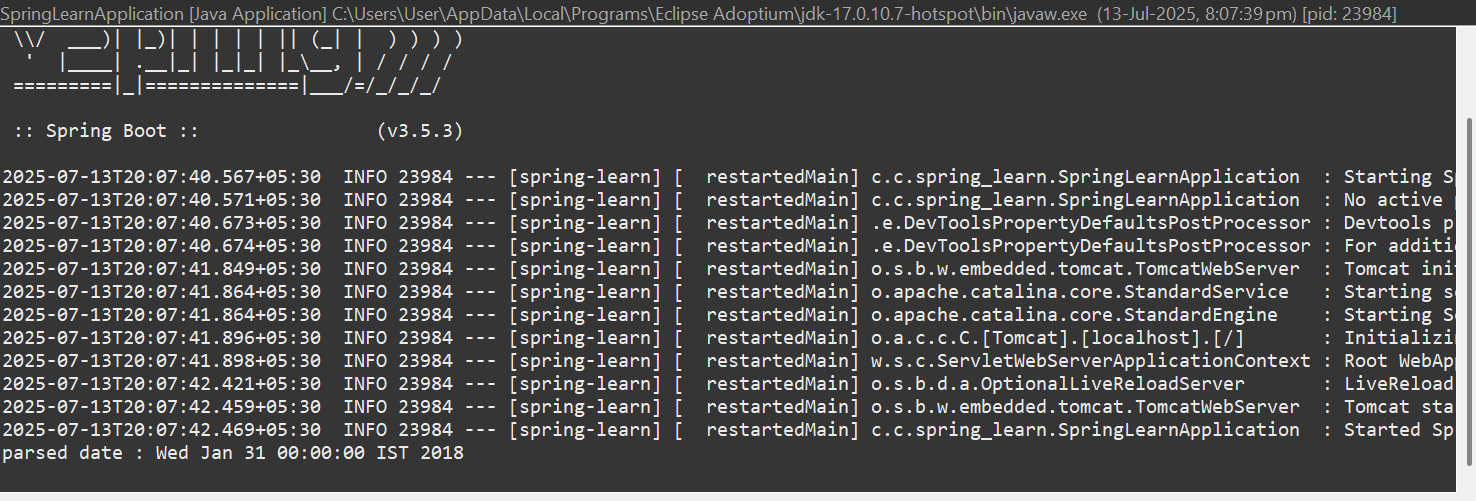 SpringLearnApplication [Java Application] C:\Users\User\AppData\Local\Programs\Eclipse Adoptium\jdk-17.0.10.7-hotspot\bin\javaw.exe (13-Jul-2025, 8:07:39 pm) [pid: 23984]
 \\/  ___)| |_)| | | | | || (_| |  ) ) ) )
  '  |____| .__|_| |_|_| |_\__, | / / / /
 =========|_|==============|___/=/_/_/_/

 :: Spring Boot ::                (v3.5.3)

2025-07-13T20:07:40.567+05:30  INFO 23984 --- [spring-learn] [  restartedMain] c.c.spring_learn.SpringLearnApplication  : Starting Sp
2025-07-13T20:07:40.571+05:30  INFO 23984 --- [spring-learn] [  restartedMain] c.c.spring_learn.SpringLearnApplication  : No active p
2025-07-13T20:07:40.673+05:30  INFO 23984 --- [spring-learn] [  restartedMain] .e.DevToolsPropertyDefaultsPostProcessor : Devtools p
2025-07-13T20:07:40.674+05:30  INFO 23984 --- [spring-learn] [  restartedMain] .e.DevToolsPropertyDefaultsPostProcessor : For additi
2025-07-13T20:07:41.849+05:30  INFO 23984 --- [spring-learn] [  restartedMain] o.s.b.w.embedded.tomcat.TomcatWebServer  : Tomcat init
2025-07-13T20:07:41.864+05:30  INFO 23984 --- [spring-learn] [  restartedMain] o.apache.catalina.core.StandardService   : Starting se
2025-07-13T20:07:41.864+05:30  INFO 23984 --- [spring-learn] [  restartedMain] o.apache.catalina.core.StandardEngine    : Starting S
2025-07-13T20:07:41.896+05:30  INFO 23984 --- [spring-learn] [  restartedMain] o.a.c.c.C.[Tomcat].[localhost].[/]       : Initializi
2025-07-13T20:07:41.898+05:30  INFO 23984 --- [spring-learn] [  restartedMain] w.s.c.ServletWebServerApplicationContext : Root WebAp
2025-07-13T20:07:42.421+05:30  INFO 23984 --- [spring-learn] [  restartedMain] o.s.b.d.a.OptionalLiveReloadServer       : LiveReload
2025-07-13T20:07:42.459+05:30  INFO 23984 --- [spring-learn] [  restartedMain] o.s.b.w.embedded.tomcat.TomcatWebServer  : Tomcat sta
2025-07-13T20:07:42.469+05:30  INFO 23984 --- [spring-learn] [  restartedMain] c.c.spring_learn.SpringLearnApplication  : Started Sp
parsed date : Wed Jan 31 00:00:00 IST 2018